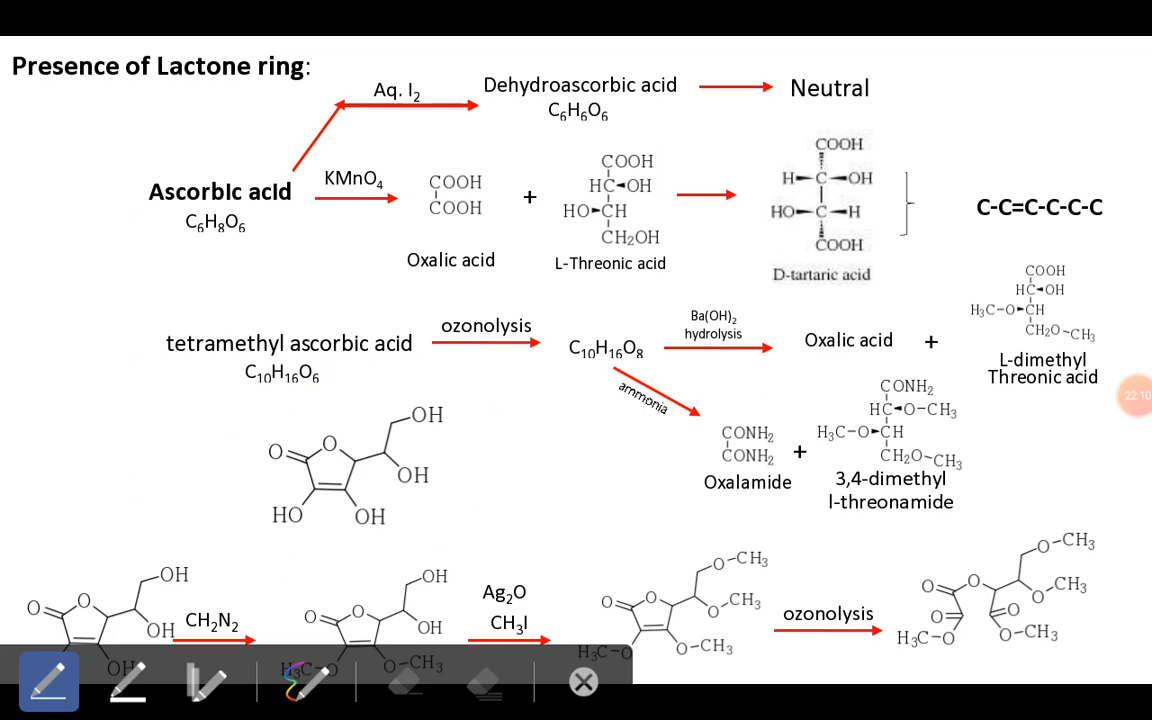 Presence of Lactone ring:
Aq. I₂
Dehydroascorbic acid
C₆H₆O₆
Neutral
Ascorbic acid
C₆H₈O₆
KMnO₄
COOH
COOH
Oxalic acid
+
COOH
HC OH
HO CH
CH₂OH
L-Threonic acid
COOH
H C OH
HO C H
COOH
D-tartaric acid
C-C=C-C-C-C
tetramethyl ascorbic acid
C₁₀H₁₆O₆
ozonolysis
C₁₀H₁₆O₈
Ba(OH)₂
hydrolysis
Oxalic acid
+
COOH
HC OH
H₃C-O CH
CH₂O-CH₃
L-dimethyl
Threonic acid
22:10
ammonia
CONH₂
CONH₂
Oxalamide
+
CONH₂
HC O-CH₃
H₃C-O CH
CH₂O-CH₃
3,4-dimethyl
l-threonamide
OH
O
O
OH
HO
OH
OH
O
O
OH
OH
CH₂N₂
OH
O
O
OH
H₃C-O
O-CH₃
Ag₂O
CH₃I
O-CH₃
O
O
O-CH₃
H₃C-O
O-CH₃
ozonolysis
O-CH₃
O
O
O-CH₃
O
O
H₃C-O
O-CH₃